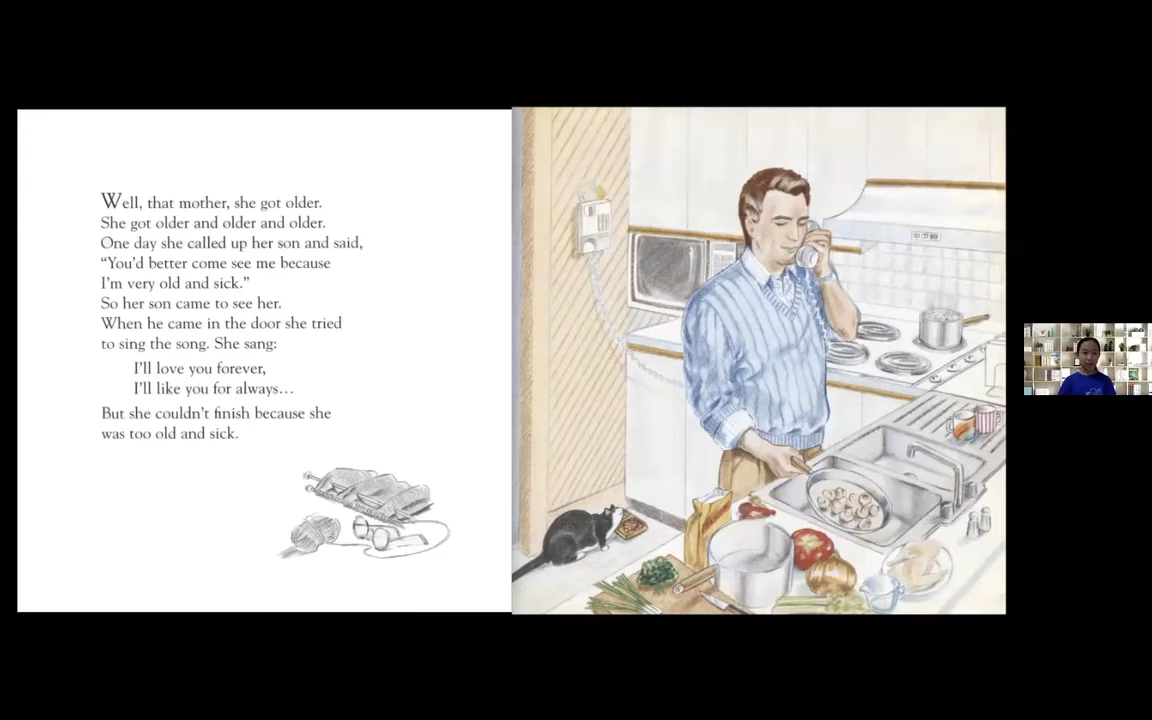 Well, that mother, she got older.
She got older and older and older.
One day she called up her son and said,
“You’d better come see me because
I’m very old and sick.”
So her son came to see her.
When he came in the door she tried
to sing the song. She sang:
I’ll love you forever,
I’ll like you for always…
But she couldn’t finish because she
was too old and sick.